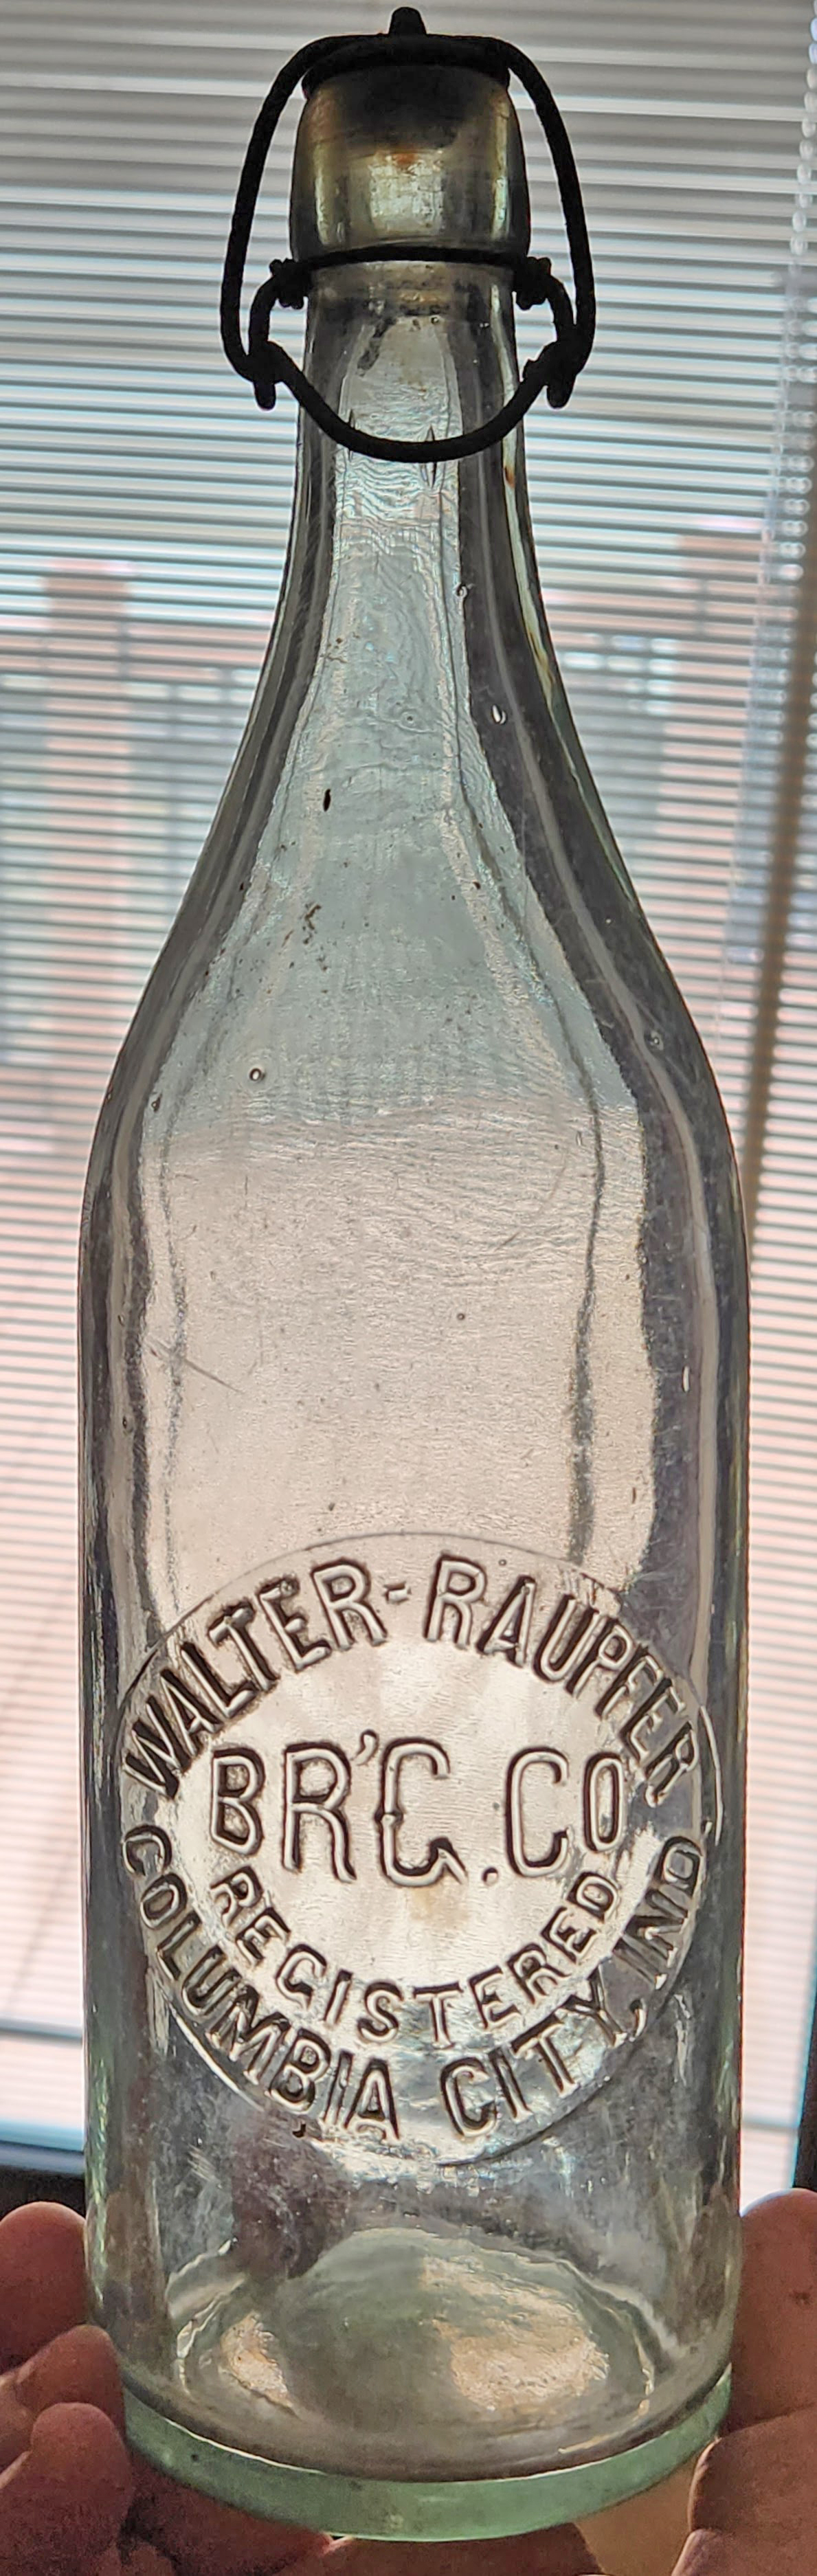 WALTER-RAUPFER
BR'G.CO
REGISTERED
COLUMBIA CITY, IND.